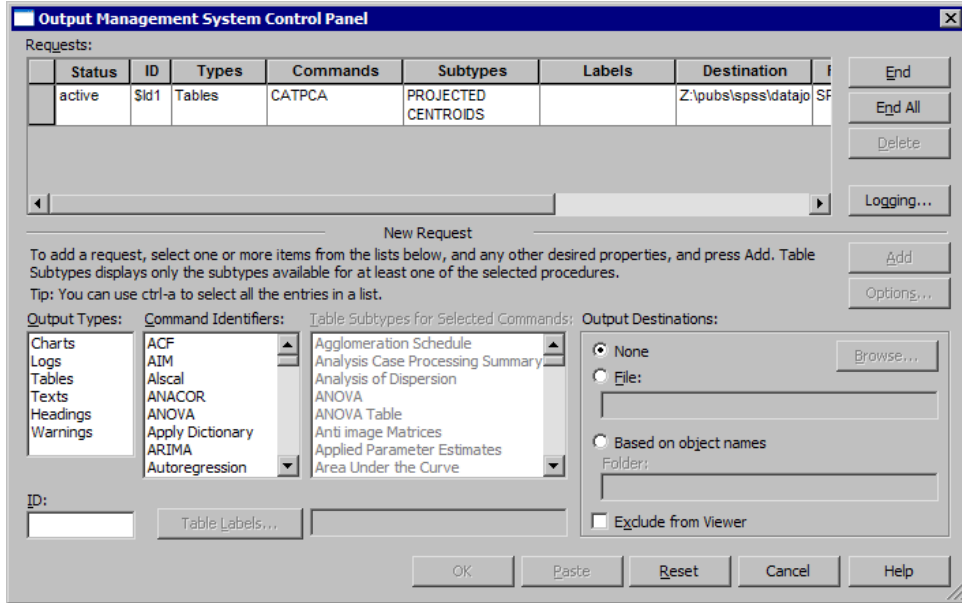 Output Management System Control Panel
Requests:
Status ID Types Commands Subtypes Labels Destination
active $Id1 Tables CATPCA PROJECTED Z:\pubs\spss\datajo SF
CENTROIDS
End
End All
Delete
Logging...
New Request
To add a request, select one or more items from the lists below, and any other desired properties, and press Add. Table
Subtypes displays only the subtypes available for at least one of the selected procedures.
Tip: You can use ctrl-a to select all the entries in a list.
Add
Options...
Output Types:
Charts
Logs
Tables
Texts
Headings
Warnings
Command Identifiers:
ACF
AIM
Alscal
ANACOR
ANOVA
Apply Dictionary
ARIMA
Autoregression
Table Subtypes for Selected Commands:
Agglomeration Schedule
Analysis Case Processing Summary
Analysis of Dispersion
ANOVA
ANOVA Table
Anti image Matrices
Applied Parameter Estimates
Area Under the Curve
Output Destinations:
None
Browse...
File:
Based on object names
Folder:
Exclude from Viewer
ID:
Table Labels...
OK Paste Reset Cancel Help